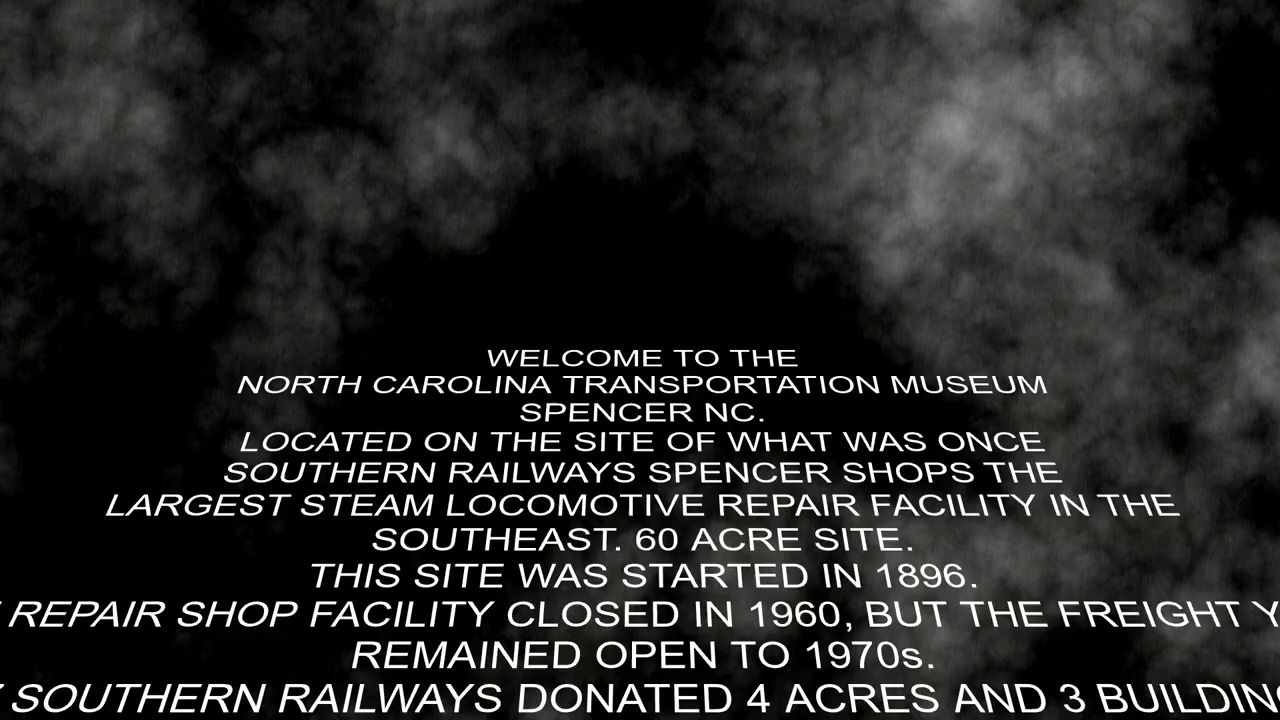 WELCOME TO THE
NORTH CAROLINA TRANSPORTATION MUSEUM
SPENCER NC.
LOCATED ON THE SITE OF WHAT WAS ONCE
SOUTHERN RAILWAYS SPENCER SHOPS THE
LARGEST STEAM LOCOMOTIVE REPAIR FACILITY IN THE
SOUTHEAST. 60 ACRE SITE.
THIS SITE WAS STARTED IN 1896.
REPAIR SHOP FACILITY CLOSED IN 1960, BUT THE FREIGHT
REMAINED OPEN TO 1970s.
SOUTHERN RAILWAYS DONATED 4 ACRES AND 3